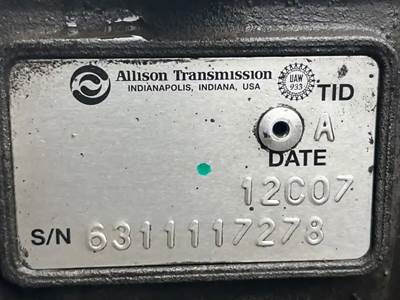 Allison Transmission
INDIANAPOLIS, INDIANA, USA
UAW
933
TID
A
DATE
12C07
S/N 6311117278